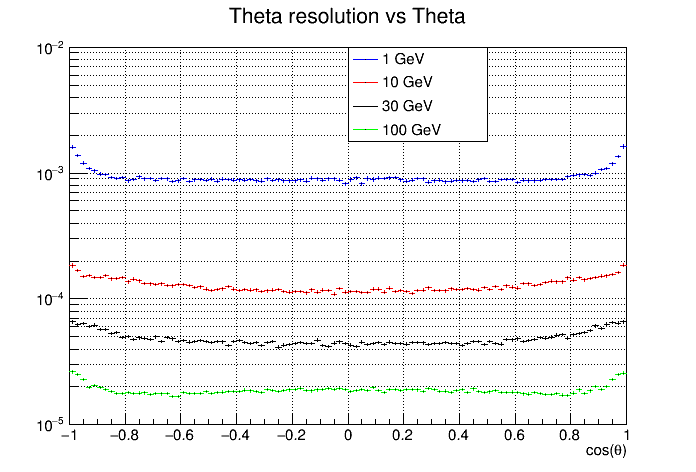 Theta resolution vs Theta
10⁻²
1 GeV
10 GeV
30 GeV
100 GeV
10⁻³
10⁻⁴
10⁻⁵
−1 −0.8 −0.6 −0.4 −0.2 0 0.2 0.4 0.6 0.8 1
cos(θ)